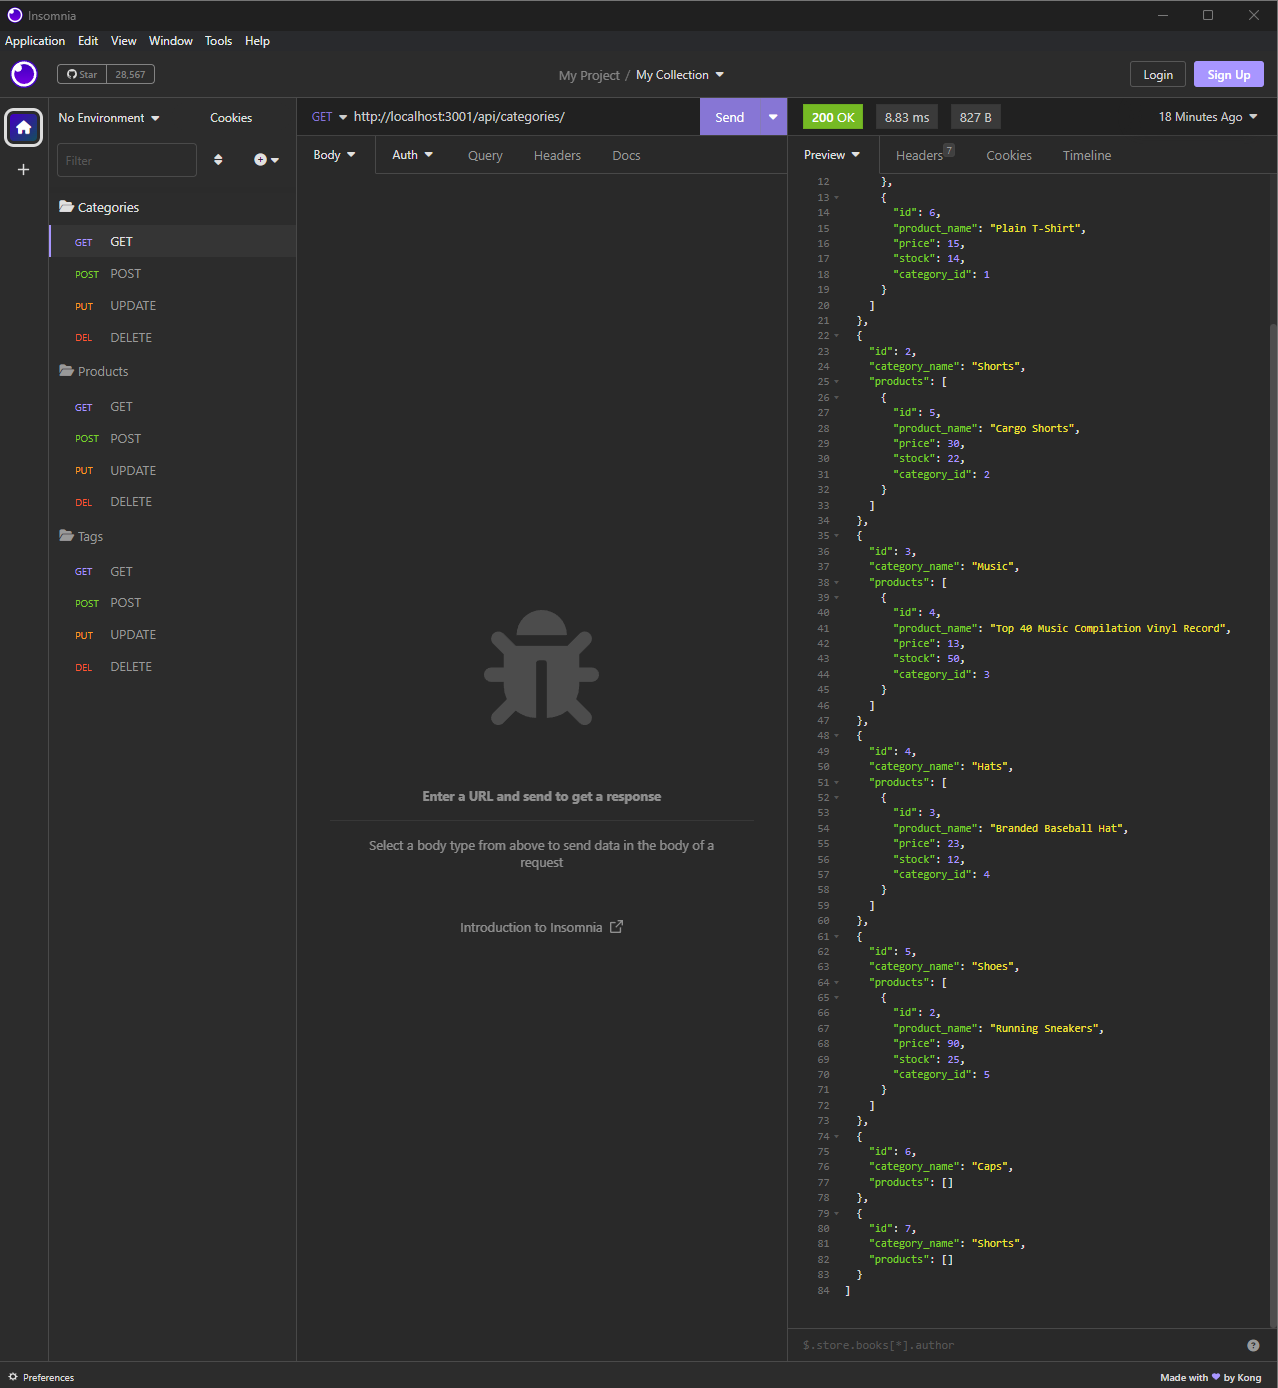 Insomnia
Application Edit View Window Tools Help
Star 28,567
My Project / My Collection
Login Sign Up
No Environment Cookies
Filter
Categories
GET GET
POST POST
PUT UPDATE
DEL DELETE
Products
GET GET
POST POST
PUT UPDATE
DEL DELETE
Tags
GET GET
POST POST
PUT UPDATE
DEL DELETE
GET http://localhost:3001/api/categories/ Send
Body Auth Query Headers Docs
Enter a URL and send to get a response
Select a body type from above to send data in the body of a
request
Introduction to Insomnia
200 OK 8.83 ms 827 B 18 Minutes Ago
Preview Headers 7 Cookies Timeline
12 },
13 {
14 "id": 6,
15 "product_name": "Plain T-Shirt",
16 "price": 15,
17 "stock": 14,
18 "category_id": 1
19 }
20 ]
21 },
22 {
23 "id": 2,
24 "category_name": "Shorts",
25 "products": [
26 {
27 "id": 5,
28 "product_name": "Cargo Shorts",
29 "price": 30,
30 "stock": 22,
31 "category_id": 2
32 }
33 ]
34 },
35 {
36 "id": 3,
37 "category_name": "Music",
38 "products": [
39 {
40 "id": 4,
41 "product_name": "Top 40 Music Compilation Vinyl Record",
42 "price": 13,
43 "stock": 50,
44 "category_id": 3
45 }
46 ]
47 },
48 {
49 "id": 4,
50 "category_name": "Hats",
51 "products": [
52 {
53 "id": 3,
54 "product_name": "Branded Baseball Hat",
55 "price": 23,
56 "stock": 12,
57 "category_id": 4
58 }
59 ]
60 },
61 {
62 "id": 5,
63 "category_name": "Shoes",
64 "products": [
65 {
66 "id": 2,
67 "product_name": "Running Sneakers",
68 "price": 90,
69 "stock": 25,
70 "category_id": 5
71 }
72 ]
73 },
74 {
75 "id": 6,
76 "category_name": "Caps",
77 "products": []
78 },
79 {
80 "id": 7,
81 "category_name": "Shorts",
82 "products": []
83 }
84 ]
$.store.books[*].author
Preferences
Made with ♥ by Kong